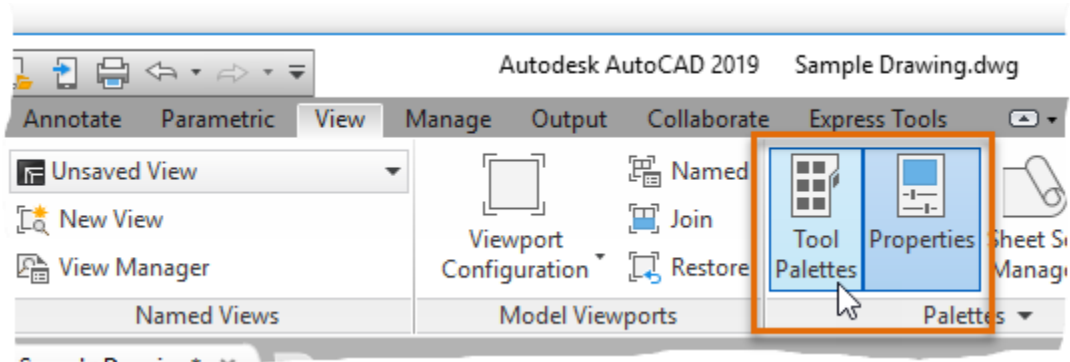 Autodesk AutoCAD 2019 Sample Drawing.dwg
Annotate Parametric View Manage Output Collaborate Express Tools
Unsaved View
New View
View Manager
Named Views
Viewport
Configuration
Named
Join
Restore
Model Viewports
Tool
Palettes
Properties
Sheet
Palettes